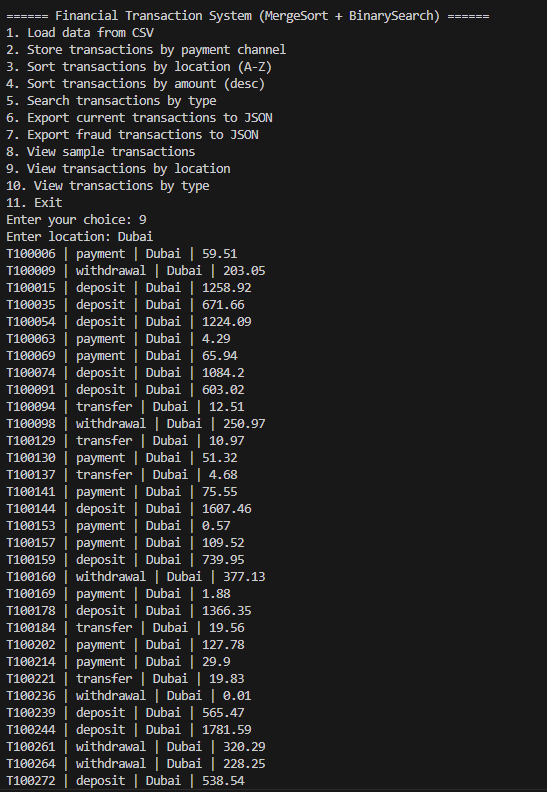 ====== Financial Transaction System (MergeSort + BinarySearch) ======
1. Load data from CSV
2. Store transactions by payment channel
3. Sort transactions by location (A-Z)
4. Sort transactions by amount (desc)
5. Search transactions by type
6. Export current transactions to JSON
7. Export fraud transactions to JSON
8. View sample transactions
9. View transactions by location
10. View transactions by type
11. Exit
Enter your choice: 9
Enter location: Dubai
T100006 | payment | Dubai | 59.51
T100009 | withdrawal | Dubai | 203.05
T100015 | deposit | Dubai | 1258.92
T100035 | deposit | Dubai | 671.66
T100054 | deposit | Dubai | 1224.09
T100063 | payment | Dubai | 4.29
T100069 | payment | Dubai | 65.94
T100074 | deposit | Dubai | 1084.2
T100091 | deposit | Dubai | 603.02
T100094 | transfer | Dubai | 12.51
T100098 | withdrawal | Dubai | 250.97
T100129 | transfer | Dubai | 10.97
T100130 | payment | Dubai | 51.32
T100137 | transfer | Dubai | 4.68
T100141 | payment | Dubai | 75.55
T100144 | deposit | Dubai | 1607.46
T100153 | payment | Dubai | 0.57
T100157 | payment | Dubai | 109.52
T100159 | deposit | Dubai | 739.95
T100160 | withdrawal | Dubai | 377.13
T100169 | payment | Dubai | 1.88
T100178 | deposit | Dubai | 1366.35
T100184 | transfer | Dubai | 19.56
T100202 | payment | Dubai | 127.78
T100214 | payment | Dubai | 29.9
T100221 | transfer | Dubai | 19.83
T100236 | withdrawal | Dubai | 0.01
T100239 | deposit | Dubai | 565.47
T100244 | deposit | Dubai | 1781.59
T100261 | withdrawal | Dubai | 320.29
T100264 | withdrawal | Dubai | 228.25
T100272 | deposit | Dubai | 538.54